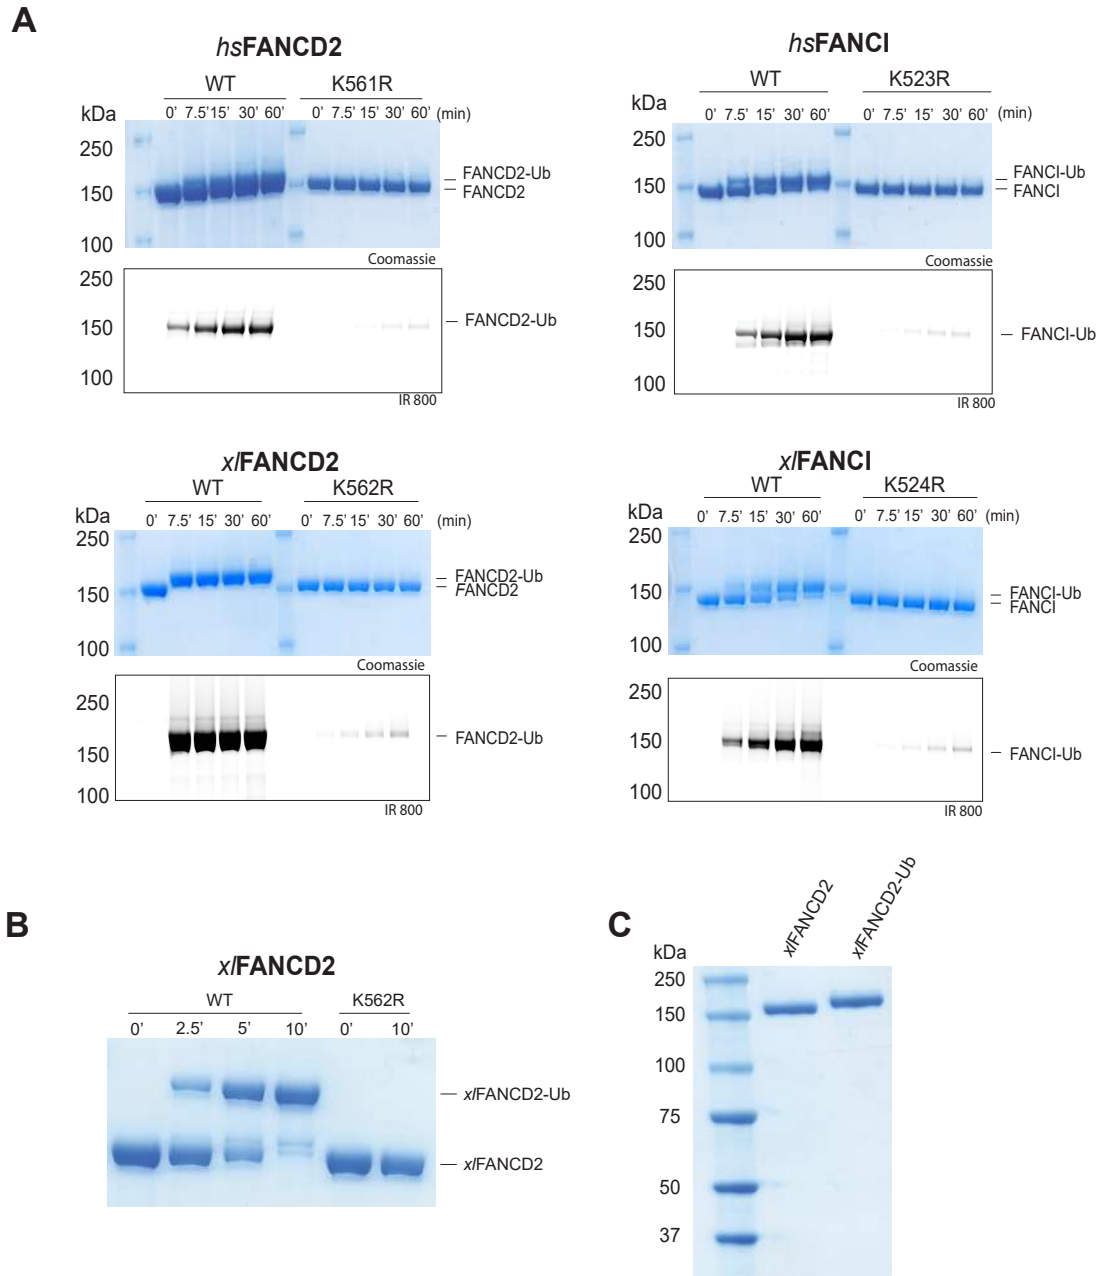 A
hsFANCD2
WT K561R
kDa 0' 7.5' 15' 30' 60' 0' 7.5' 15' 30' 60' (min)
250
150
100
FANCD2-Ub
FANCD2
Coomassie
250
150
100
FANCD2-Ub
IR 800
hsFANCI
WT K523R
kDa 0' 7.5' 15' 30' 60' 0' 7.5' 15' 30' 60' (min)
250
150
100
FANCI-Ub
FANCI
Coomassie
250
150
100
FANCI-Ub
IR 800
xlFANCD2
WT K562R
kDa 0' 7.5' 15' 30' 60' 0' 7.5' 15' 30' 60' (min)
250
150
100
FANCD2-Ub
FANCD2
Coomassie
250
150
100
FANCD2-Ub
IR 800
xlFANCI
WT K524R
kDa 0' 7.5' 15' 30' 60' 0' 7.5' 15' 30' 60' (min)
250
150
100
FANCI-Ub
FANCI
Coomassie
250
150
100
FANCI-Ub
IR 800
B
xlFANCD2
WT K562R
0' 2.5' 5' 10' 0' 10'
xlFANCD2-Ub
xlFANCD2
C
kDa
xlFANCD2
xlFANCD2-Ub
250
150
100
75
50
37